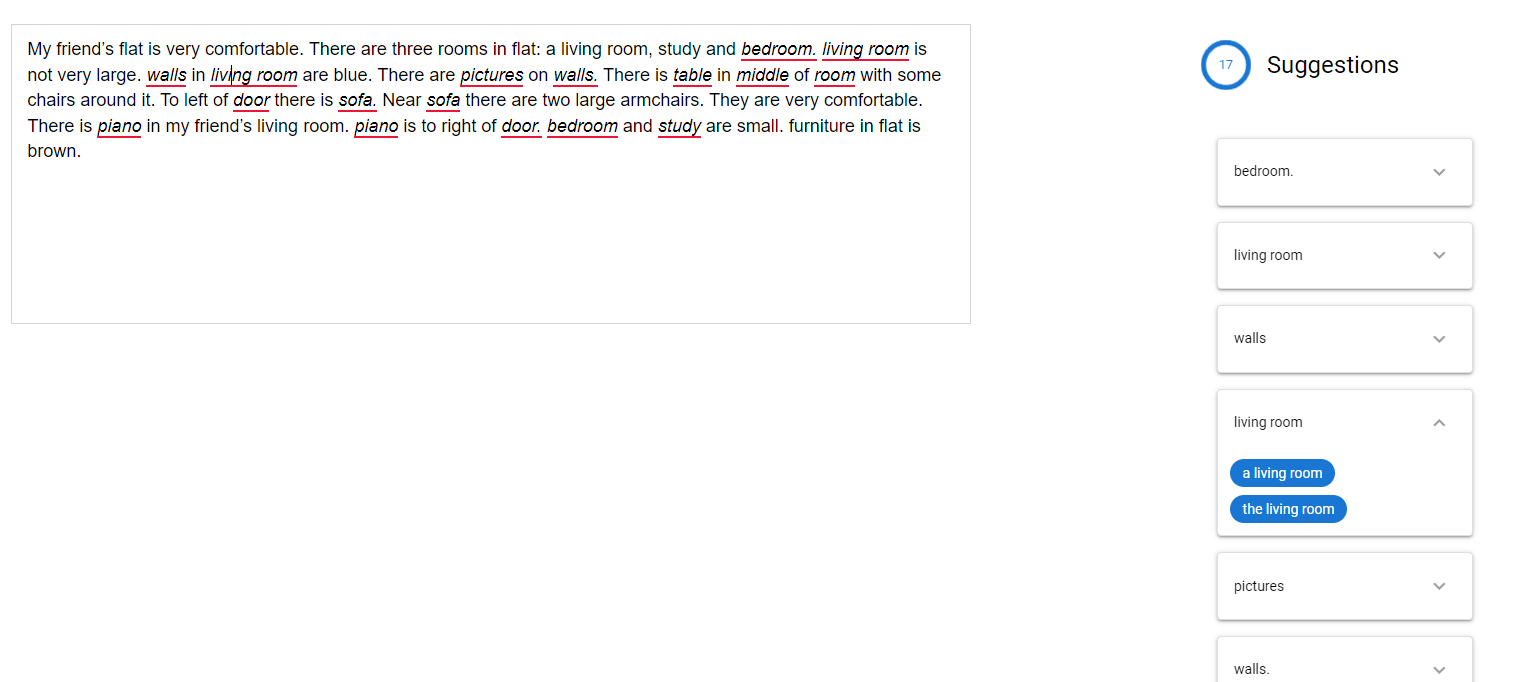 My friend’s flat is very comfortable. There are three rooms in flat: a living room, study and bedroom. living room is
not very large. walls in living room are blue. There are pictures on walls. There is table in middle of room with some
chairs around it. To left of door there is sofa. Near sofa there are two large armchairs. They are very comfortable.
There is piano in my friend’s living room. piano is to right of door. bedroom and study are small. furniture in flat is
brown.
17
Suggestions
bedroom.
living room
walls
living room
a living room
the living room
pictures
walls.